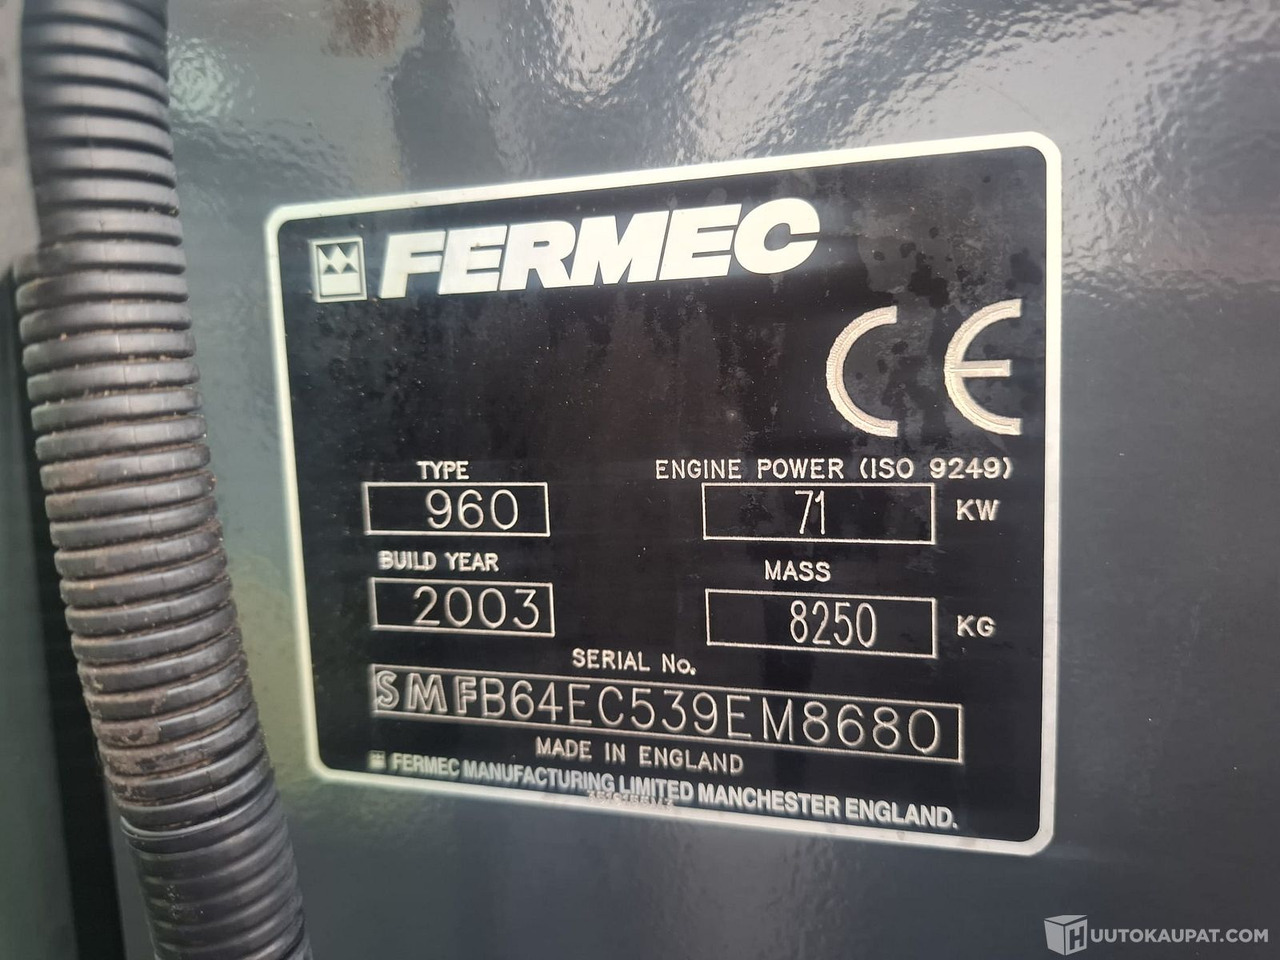 FERMEC
CE
TYPE
960
ENGINE POWER (ISO 9249)
71 KW
BUILD YEAR
2003
MASS
8250 KG
SERIAL No.
SMFB64EC539EM8680
MADE IN ENGLAND
FERMEC MANUFACTURING LIMITED MANCHESTER ENGLAND.
HUUTOKAUPAT.COM